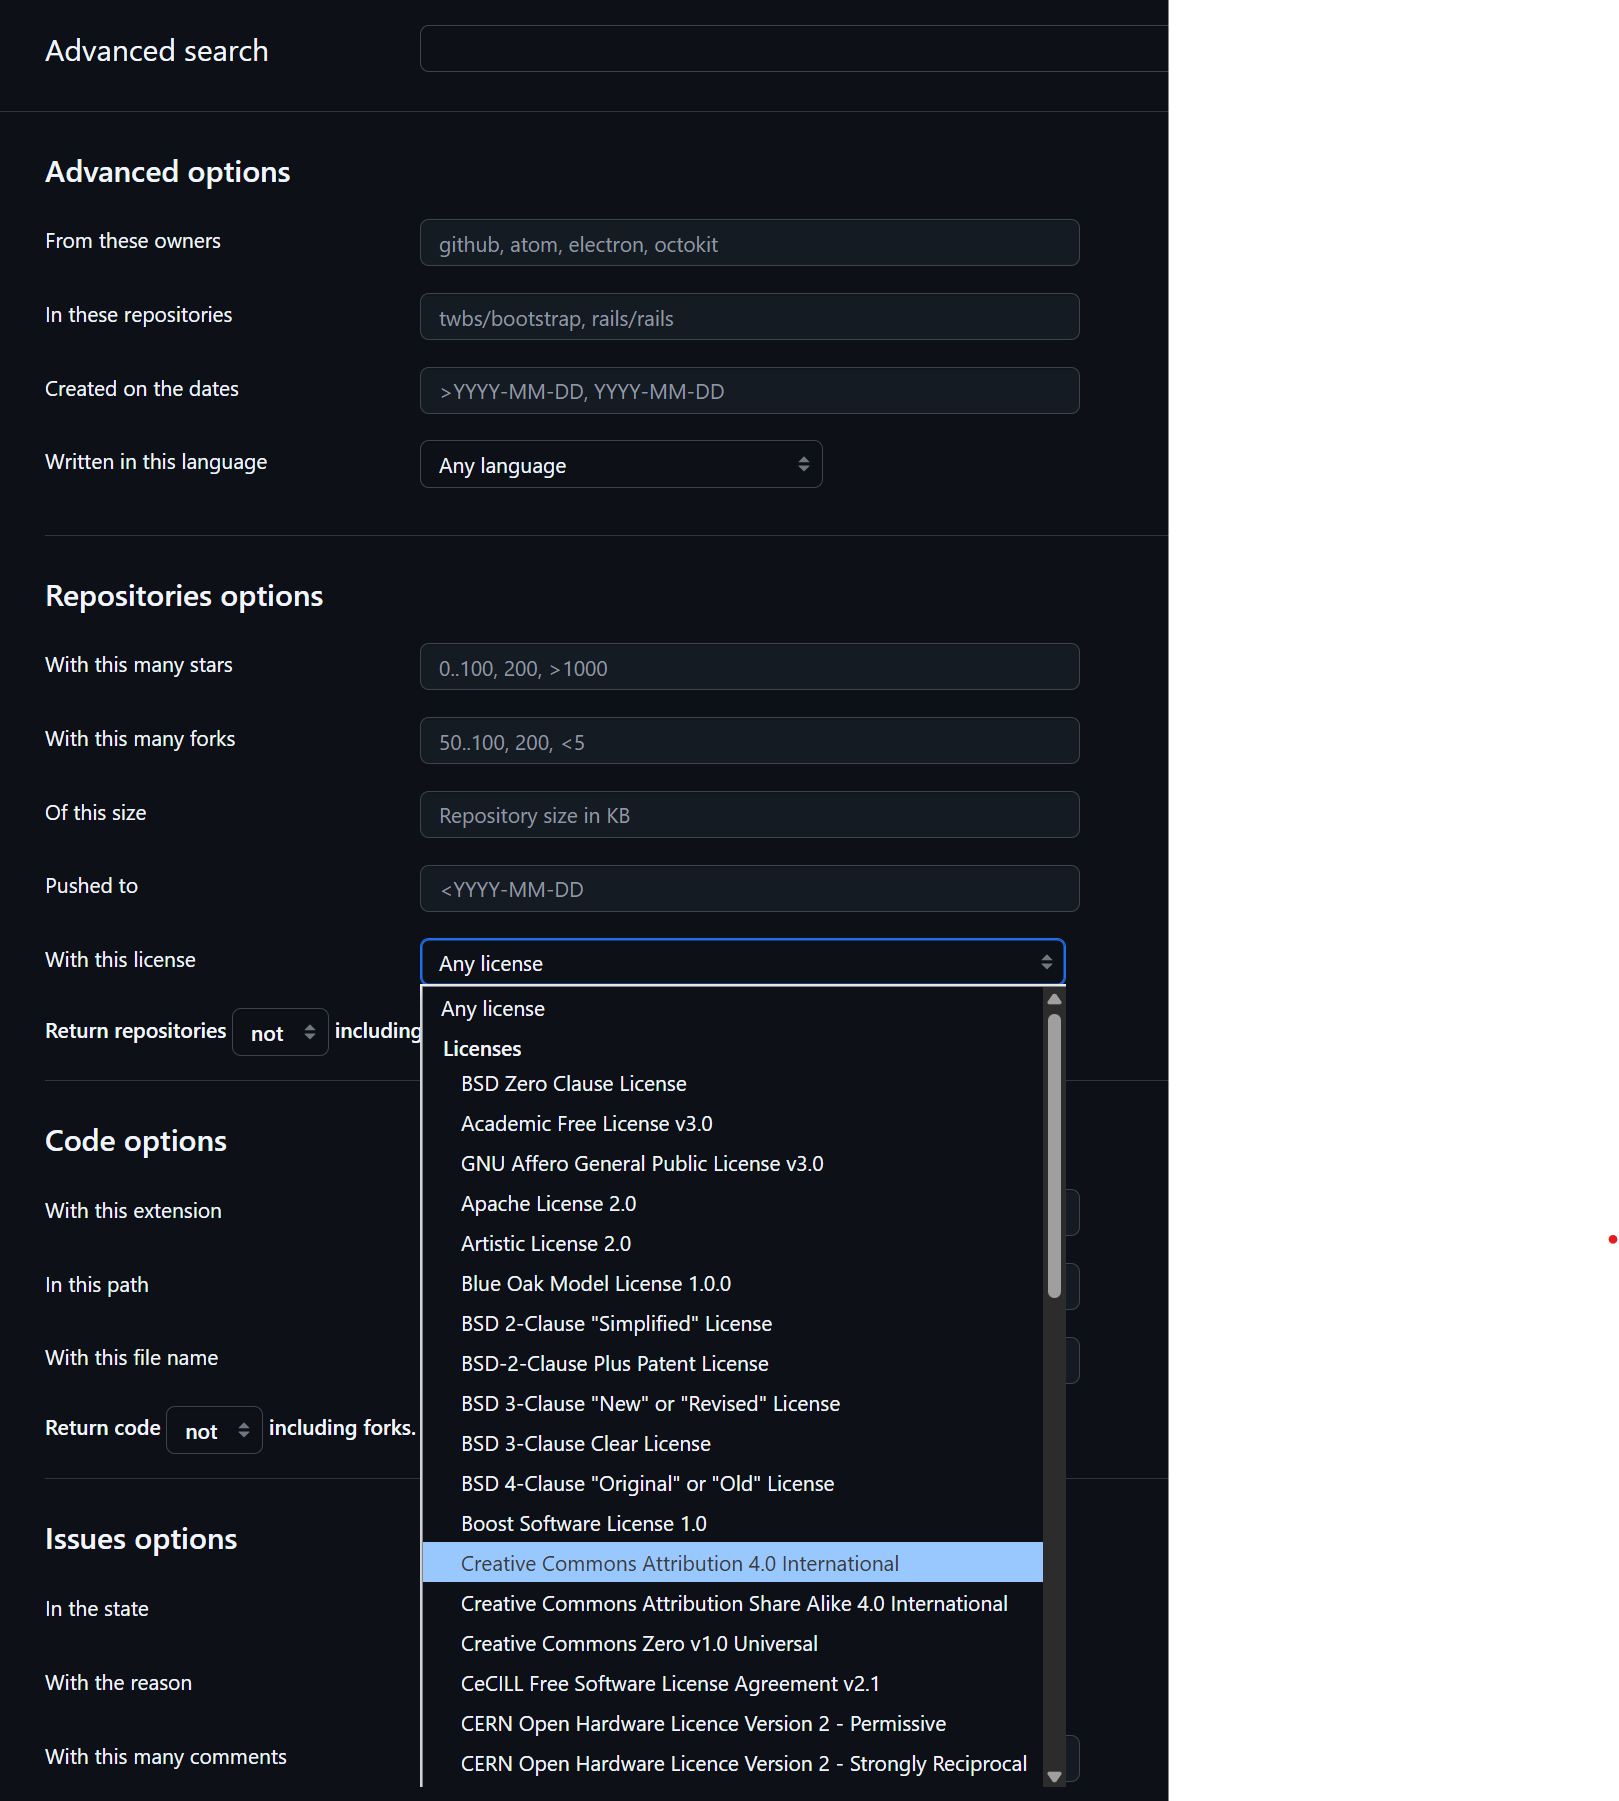 Advanced search
Advanced options
From these owners
github, atom, electron, octokit
In these repositories
twbs/bootstrap, rails/rails
Created on the dates
>YYYY-MM-DD, YYYY-MM-DD
Written in this language
Any language
Repositories options
With this many stars
0..100, 200, >1000
With this many forks
50..100, 200, <5
Of this size
Repository size in KB
Pushed to
<YYYY-MM-DD
With this license
Any license
Return repositories not including
Any license
Licenses
BSD Zero Clause License
Academic Free License v3.0
GNU Affero General Public License v3.0
Apache License 2.0
Artistic License 2.0
Blue Oak Model License 1.0.0
BSD 2-Clause "Simplified" License
BSD-2-Clause Plus Patent License
BSD 3-Clause "New" or "Revised" License
BSD 3-Clause Clear License
BSD 4-Clause "Original" or "Old" License
Boost Software License 1.0
Creative Commons Attribution 4.0 International
Creative Commons Attribution Share Alike 4.0 International
Creative Commons Zero v1.0 Universal
CeCILL Free Software License Agreement v2.1
CERN Open Hardware Licence Version 2 - Permissive
CERN Open Hardware Licence Version 2 - Strongly Reciprocal
Code options
With this extension
In this path
With this file name
Return code not including forks.
Issues options
In the state
With the reason
With this many comments